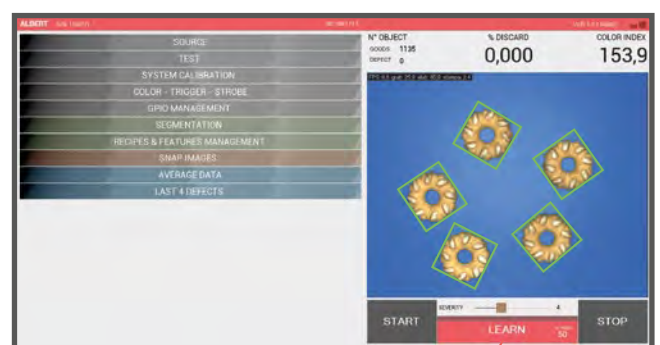 ALBERT
SOURCE
TEST
SYSTEM CALIBRATION
COLOR - TRIGGER - STROBE
GPIO MANAGEMENT
SEGMENTATION
RECIPES & FEATURES MANAGEMENT
SNAP IMAGES
AVERAGE DATA
LAST 4 DEFECTS
N° OBJECT
GOODS 1135
DEFECT 0
% DISCARD
0,000
COLOR INDEX
153,9
SEVERITY 4
START
LEARN
50
STOP